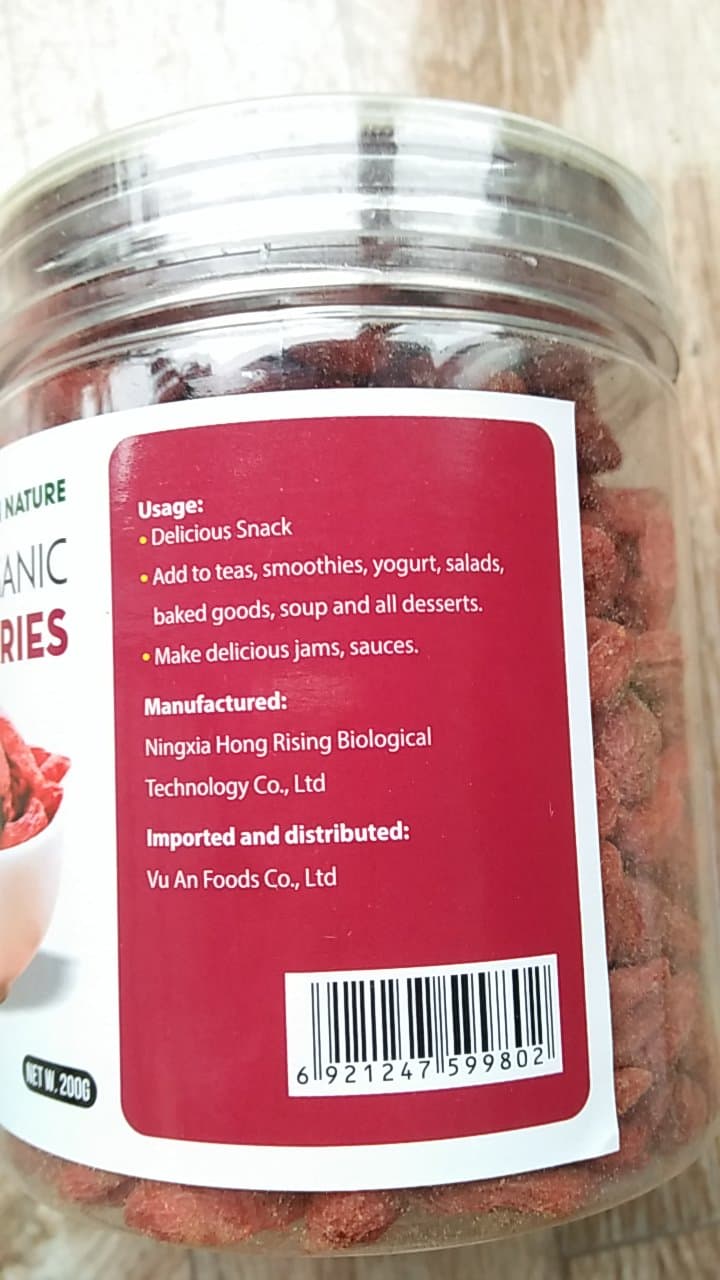 NATURE
ANIC
RIES
NET W. 200G
Usage:
• Delicious Snack
• Add to teas, smoothies, yogurt, salads,
baked goods, soup and all desserts.
• Make delicious jams, sauces.
Manufactured:
Ningxia Hong Rising Biological
Technology Co., Ltd
Imported and distributed:
Vu An Foods Co., Ltd
6 921247 599802